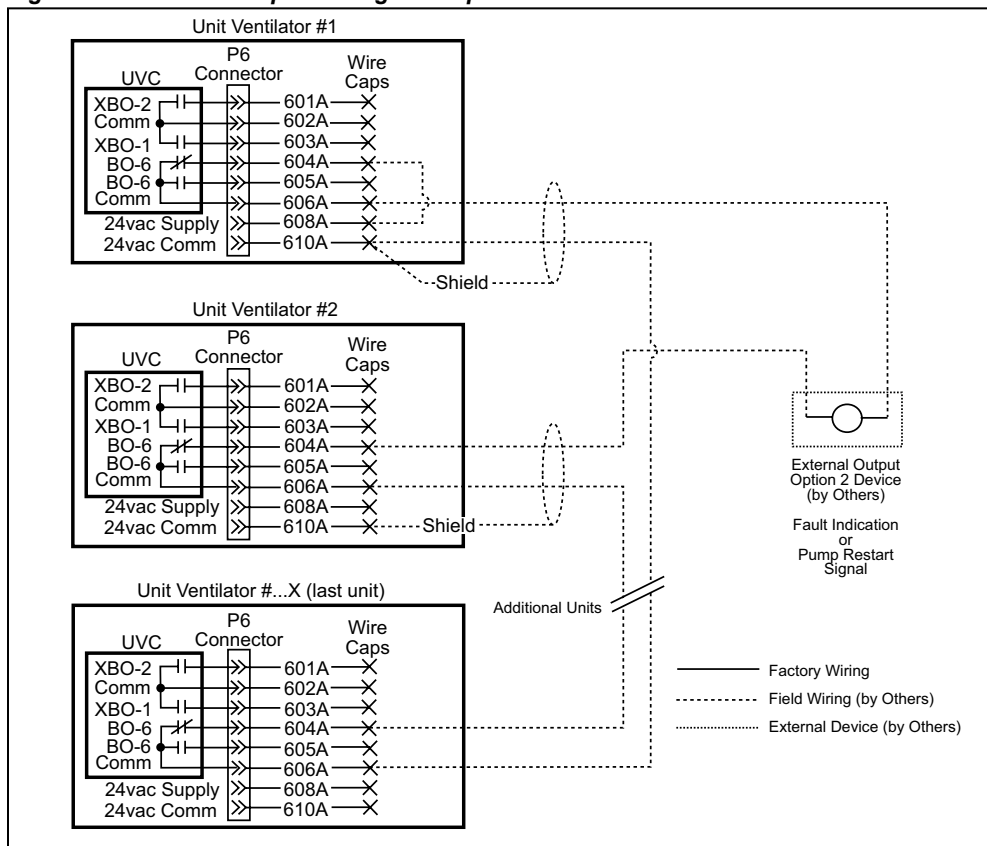 Unit Ventilator #1
P6
Connector
Wire
Caps
UVC
XBO-2
601A
Comm
602A
XBO-1
603A
BO-6
604A
BO-6
605A
Comm
606A
24vac Supply
608A
24vac Comm
610A
Shield
Unit Ventilator #2
P6
Connector
Wire
Caps
UVC
XBO-2
601A
Comm
602A
XBO-1
603A
BO-6
604A
BO-6
605A
Comm
606A
24vac Supply
608A
24vac Comm
610A
Shield
External Output
Option 2 Device
(by Others)
Fault Indication
or
Pump Restart
Signal
Unit Ventilator #...X (last unit)
Additional Units
P6
Connector
Wire
Caps
UVC
XBO-2
601A
Comm
602A
XBO-1
603A
BO-6
604A
BO-6
605A
Comm
606A
24vac Supply
608A
24vac Comm
610A
Factory Wiring
Field Wiring (by Others)
External Device (by Others)